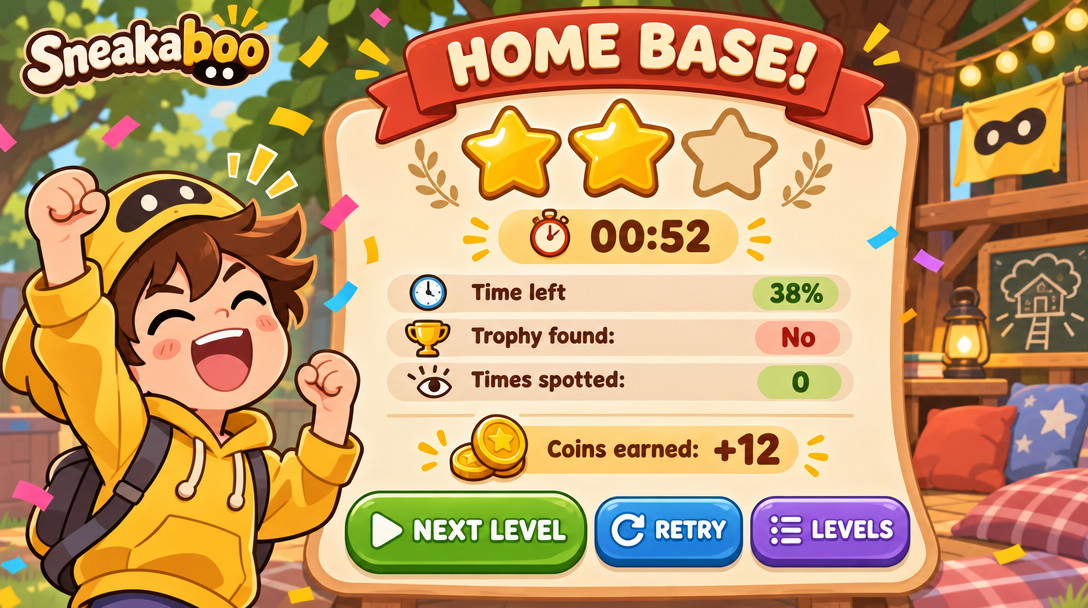 Sneakaboo
HOME BASE!
00:52
Time left 38%
Trophy found: No
Times spotted: 0
Coins earned: +12
NEXT LEVEL
RETRY
LEVELS